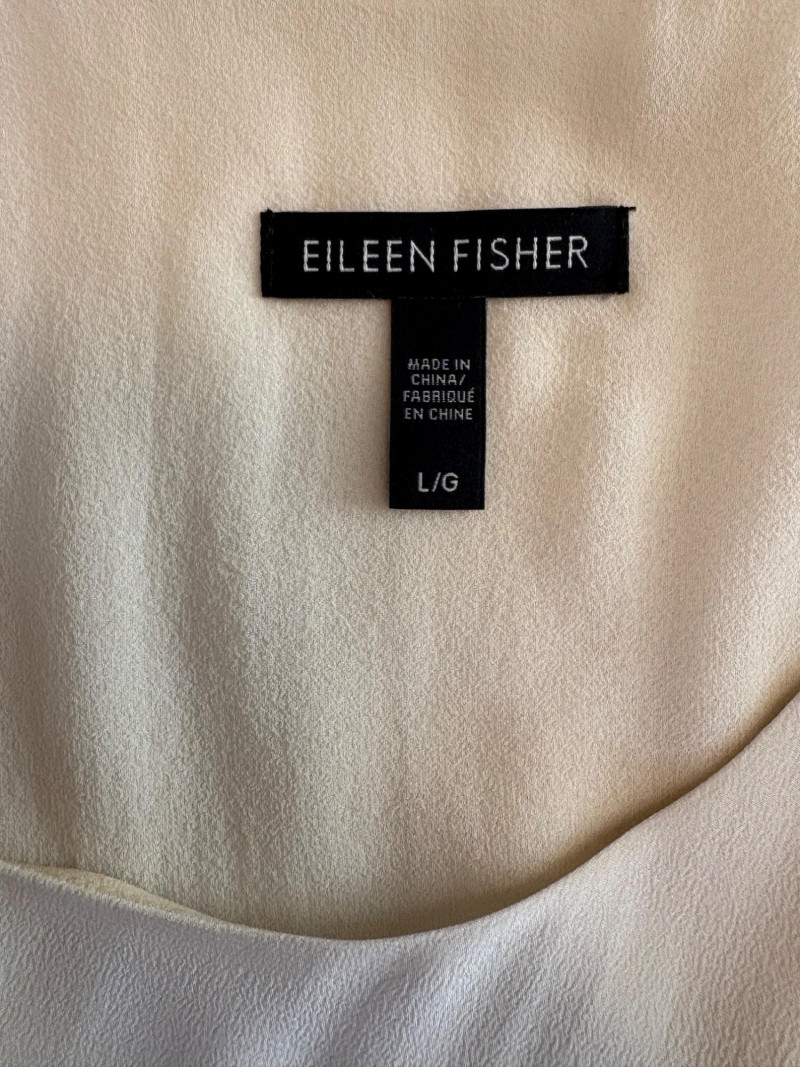 EILEEN FISHER
MADE IN
CHINA/
FABRIQUÉ
EN CHINE
L/G